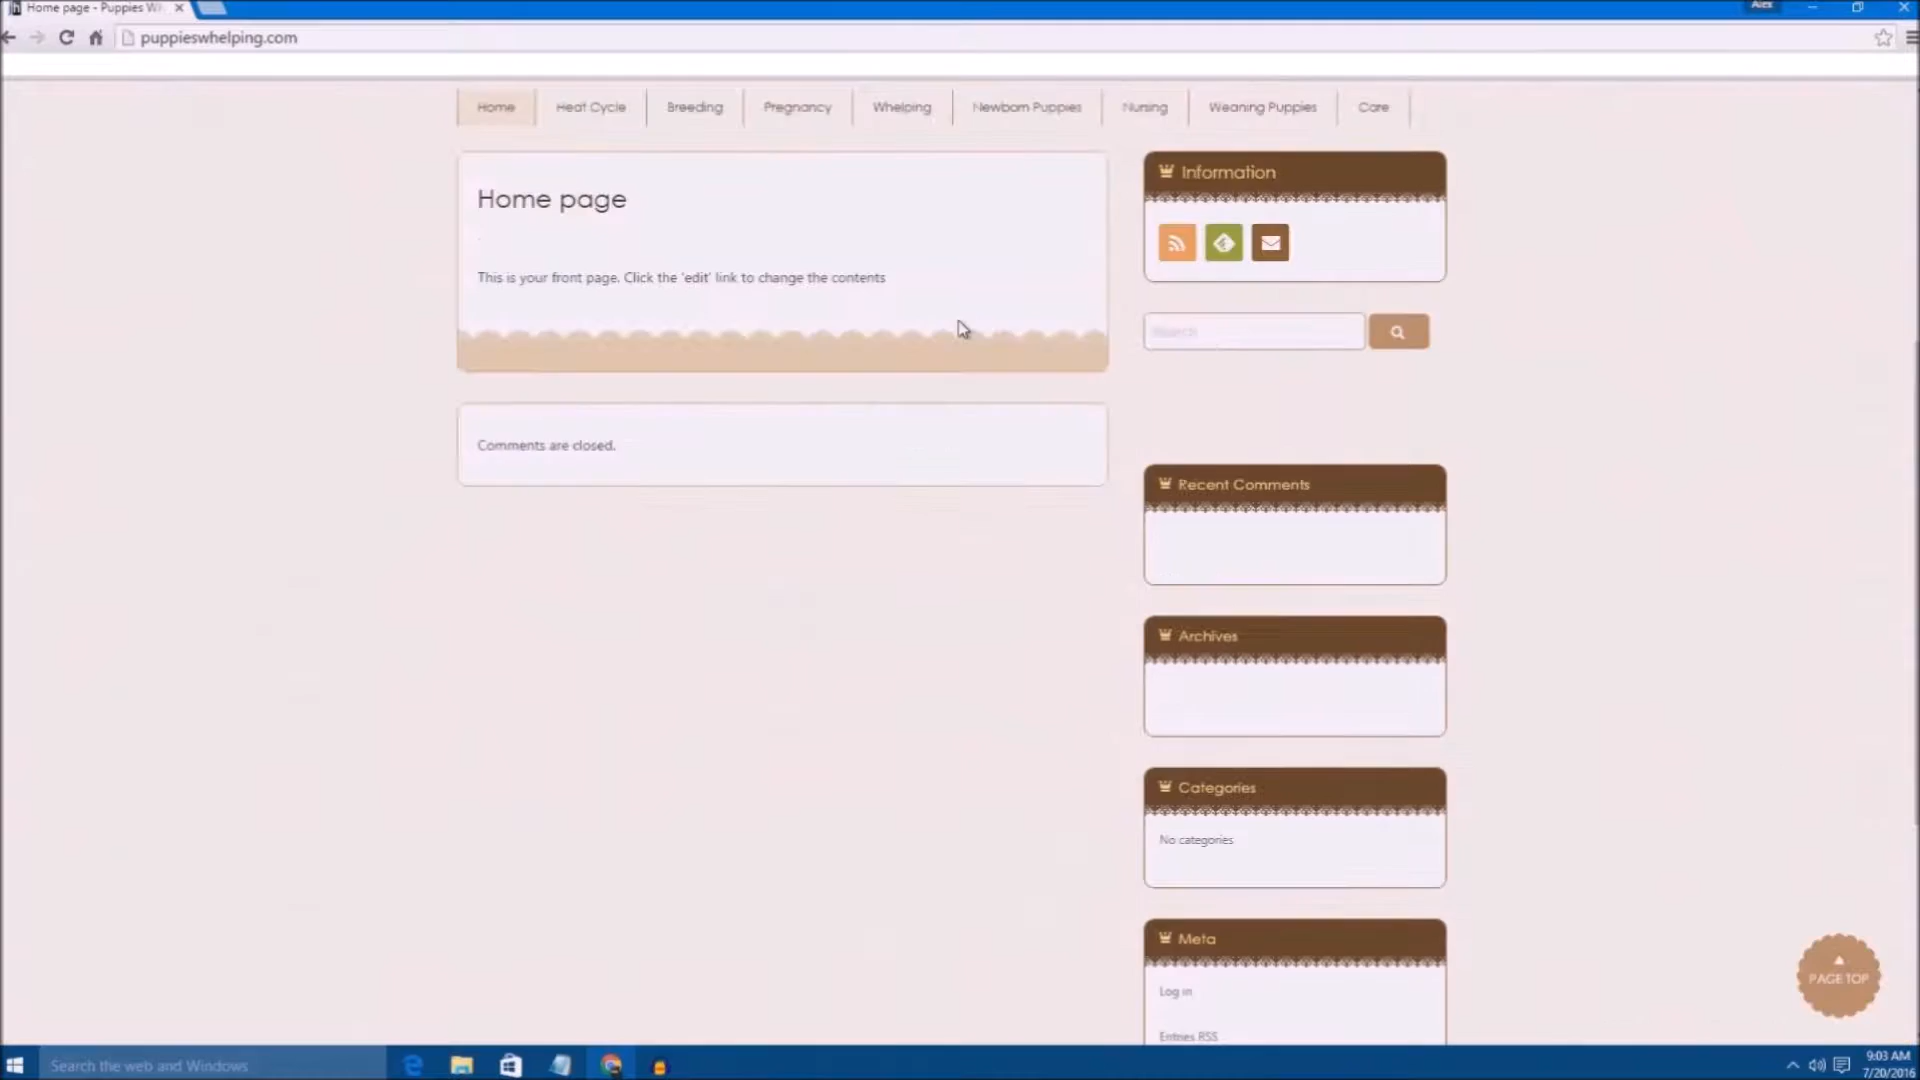 Home page - Puppies W
Alex
puppieswhelping.com
Home
Heat Cycle
Breeding
Pregnancy
Whelping
Newborn Puppies
Nursing
Weaning Puppies
Care
Home page
This is your front page. Click the 'edit' link to change the contents
Comments are closed.
Information
Search
Recent Comments
Archives
Categories
No categories
Meta
Log in
Entries RSS
PAGE TOP
Search the web and Windows
9:03 AM
7/20/2016